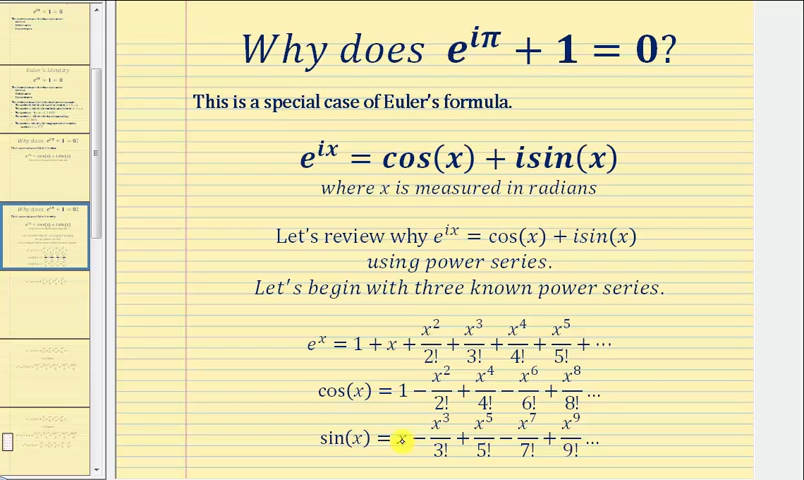 Why does e^{iπ} + 1 = 0?
This is a special case of Euler's formula.
e^{ix} = cos(x) + isin(x)
where x is measured in radians
Let's review why e^{ix} = cos(x) + isin(x)
using power series.
Let's begin with three known power series.
e^x = 1 + x + x^2/2! + x^3/3! + x^4/4! + x^5/5! + ⋯
cos(x) = 1 − x^2/2! + x^4/4! − x^6/6! + x^8/8! …
sin(x) = x − x^3/3! + x^5/5! − x^7/7! + x^9/9! …